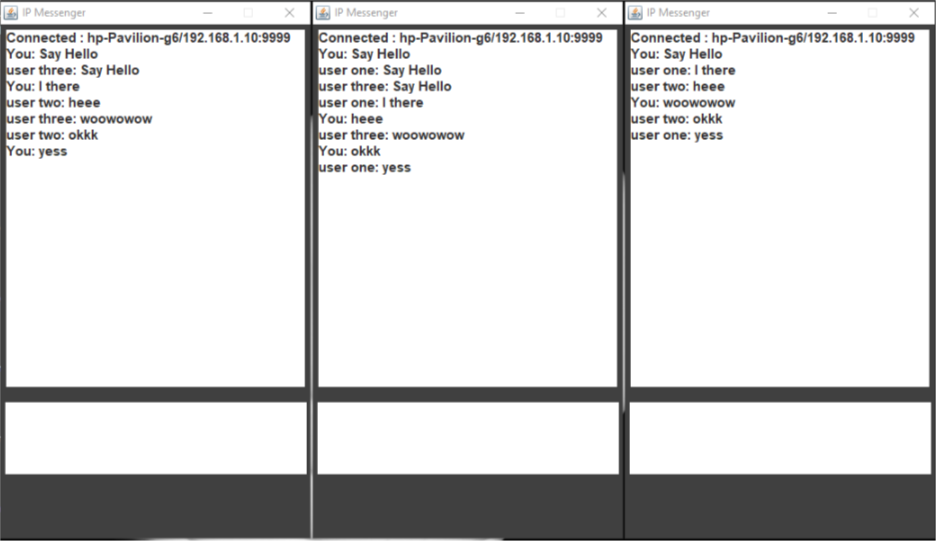 IP Messenger
Connected : hp-Pavilion-g6/192.168.1.10:9999
You: Say Hello
user three: Say Hello
You: I there
user two: heee
user three: woowowow
user two: okkk
You: yess
IP Messenger
Connected : hp-Pavilion-g6/192.168.1.10:9999
You: Say Hello
user one: Say Hello
user three: Say Hello
user one: I there
You: heee
user three: woowowow
You: okkk
user one: yess
IP Messenger
Connected : hp-Pavilion-g6/192.168.1.10:9999
You: Say Hello
user one: I there
user two: heee
You: woowowow
user two: okkk
user one: yess